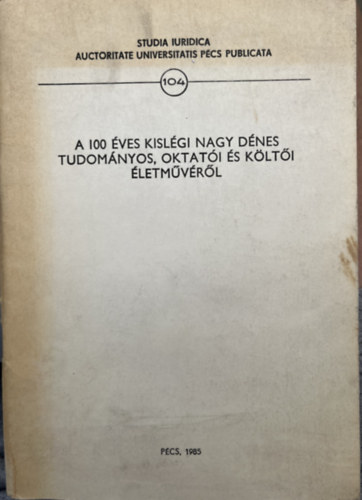 STUDIA IURIDICA
AUCTORITATE UNIVERSITATIS PÉCS PUBLICATA
104
A 100 ÉVES KISLÉGI NAGY DÉNES
TUDOMÁNYOS, OKTATÓI ÉS KÖLTŐI
ÉLETMŰVÉRŐL
PÉCS, 1985